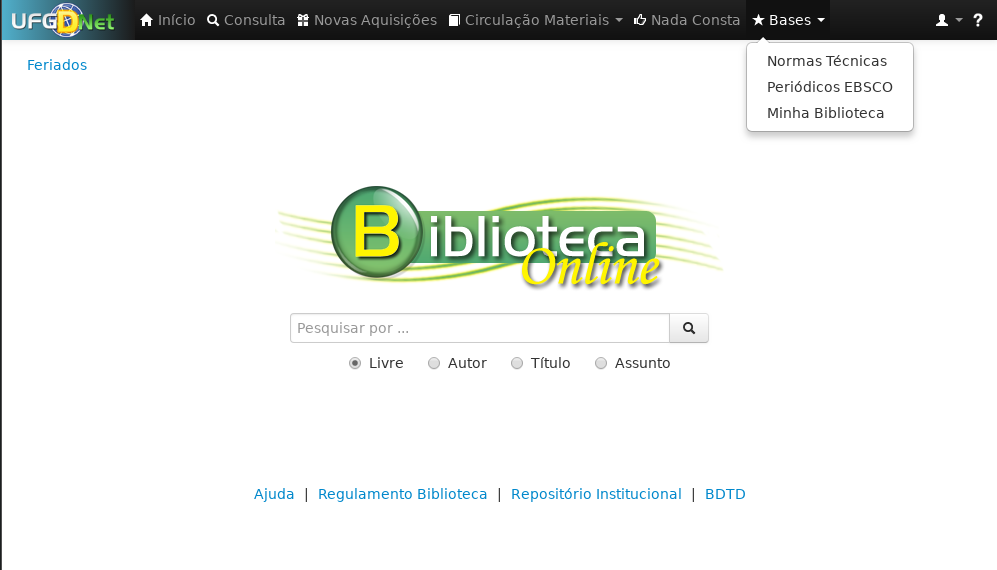 UFGDNet Início Consulta Novas Aquisições Circulação Materiais Nada Consta Bases ?
Normas Técnicas
Periódicos EBSCO
Minha Biblioteca
Feriados
Biblioteca
Online
Pesquisar por ...
Livre Autor Título Assunto
Ajuda | Regulamento Biblioteca | Repositório Institucional | BDTD